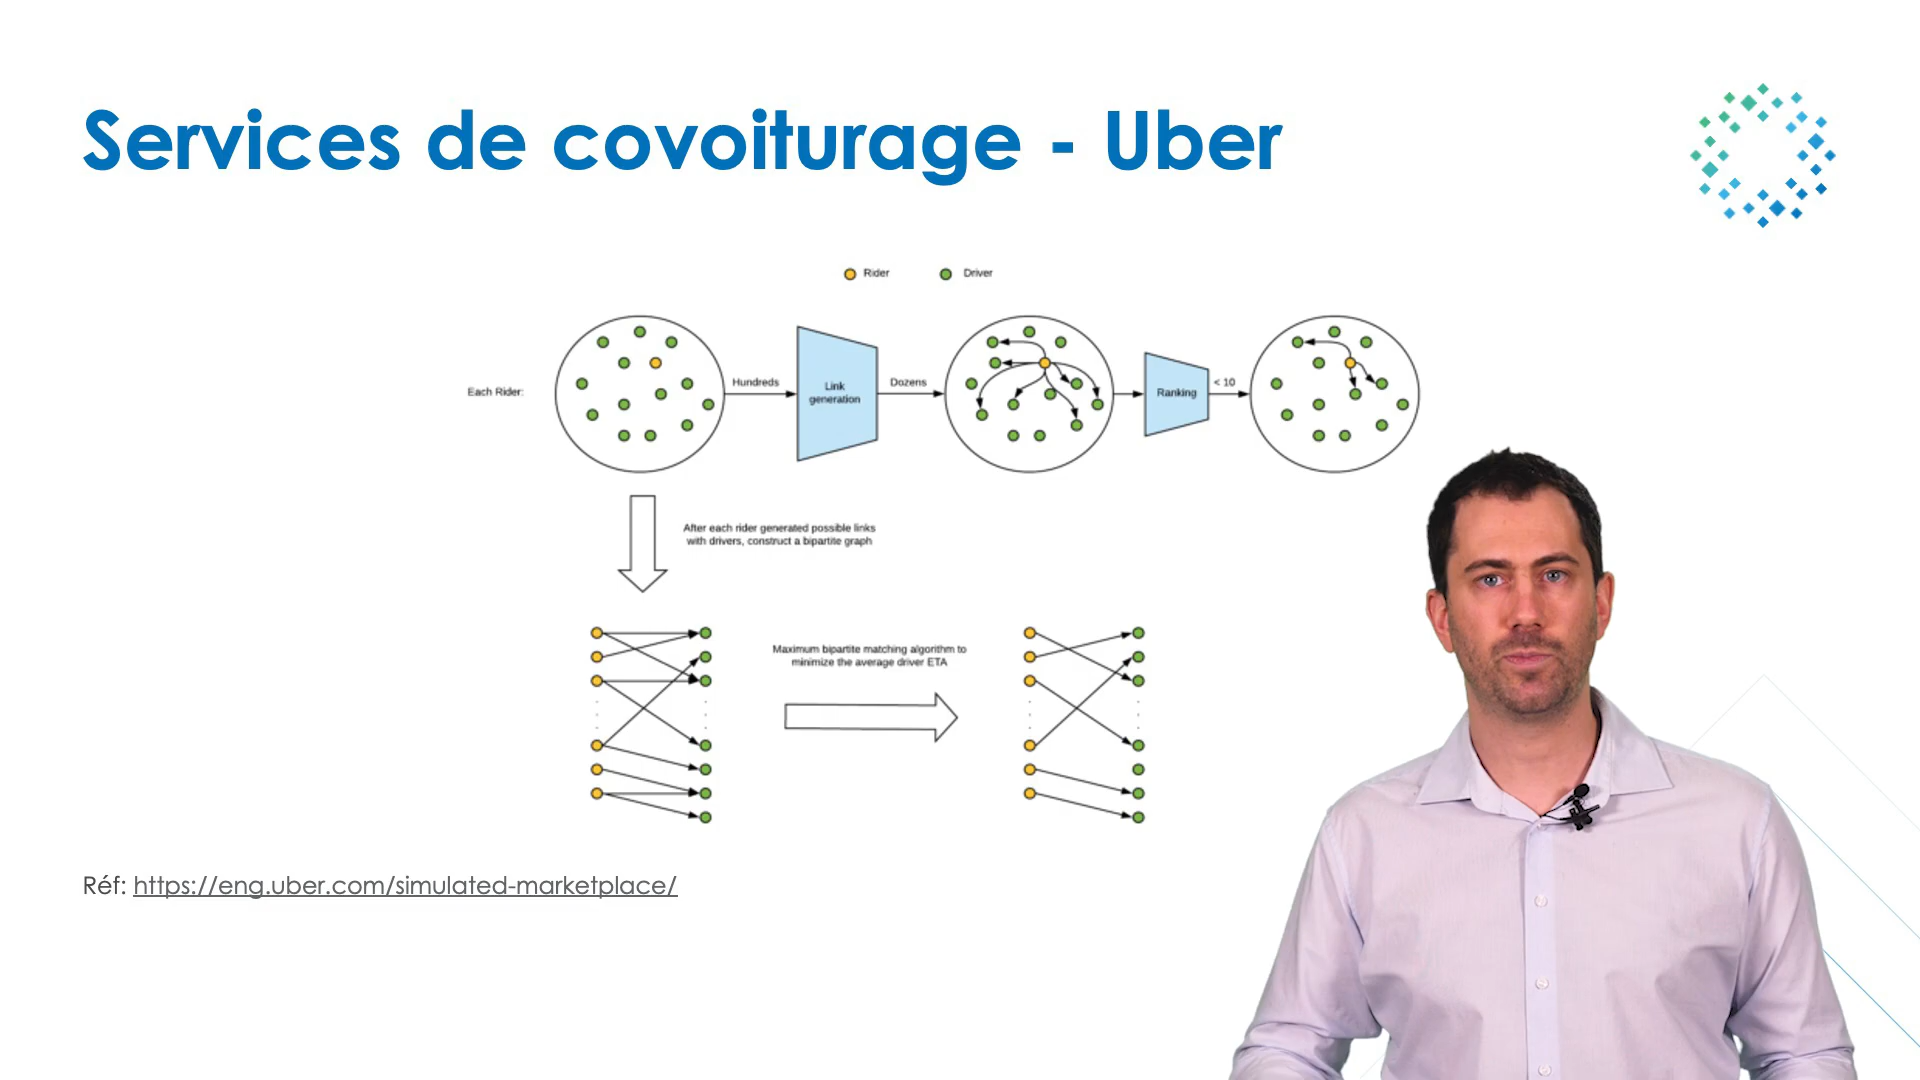 Services de covoiturage - Uber
Rider
Driver
Each Rider:
Hundreds
Link
generation
Dozens
Ranking
< 10
After each rider generated possible links
with drivers, construct a bipartite graph
Maximum bipartite matching algorithm to
minimize the average driver ETA
Réf: https://eng.uber.com/simulated-marketplace/